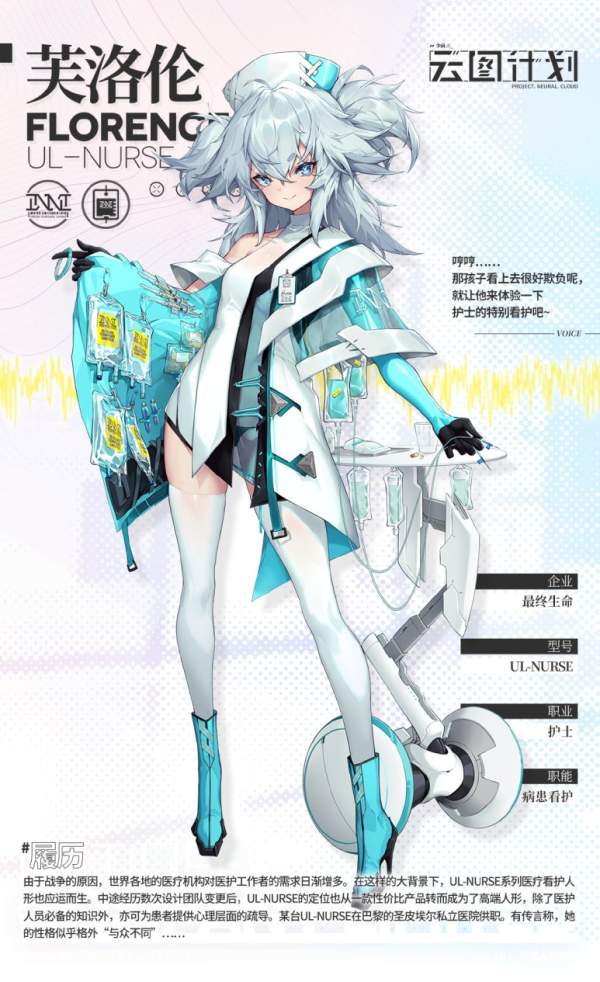 芙洛伦
云图计划
PROJECT. NEURAL CLOUD
FLORENC
UL-NURSE
哼哼……
那孩子看上去很好欺负呢，
就让他来体验一下
护士的特别看护吧~
VOICE
企业
最终生命
型号
UL-NURSE
职业
护士
职能
病患看护
#履历
由于战争的原因，世界各地的医疗机构对医护工作者的需求日渐增多。在这样的大背景下，UL-NURSE系列医疗看护人
形也应运而生。中途经历数次设计团队变更后，UL-NURSE的定位也从一款性价比产品转而成为了高端人形，除了医护
人员必备的知识外，亦可为患者提供心理层面的疏导。某台UL-NURSE在巴黎的圣皮埃尔私立医院供职。有传言称，她
的性格似乎格外“与众不同”……